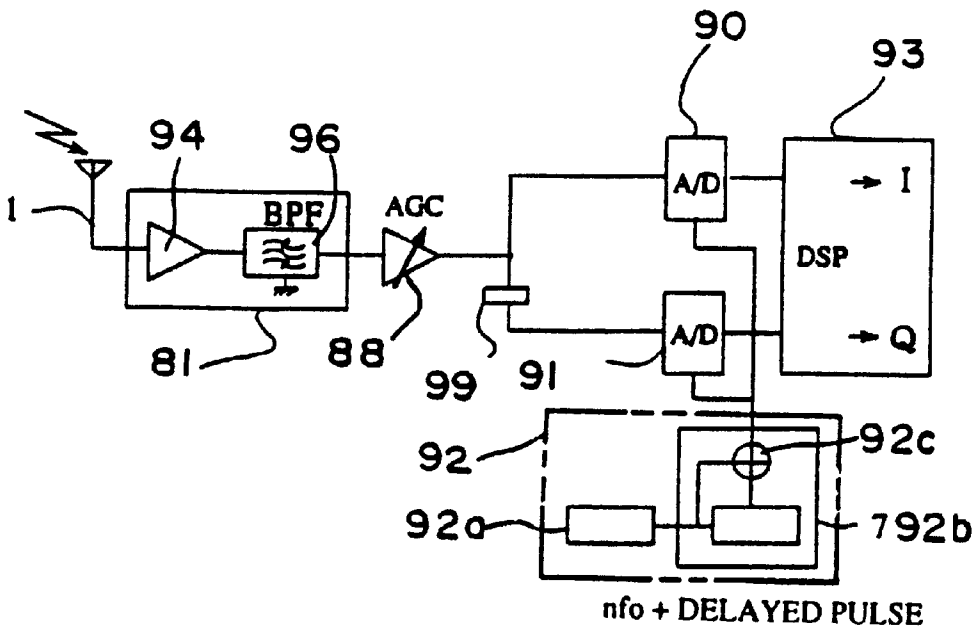 90
93
94
96
1
BPF
AGC
A/D
I
DSP
81
88
99
91
A/D
Q
92
92c
92a
792b
nfo + DELAYED PULSE